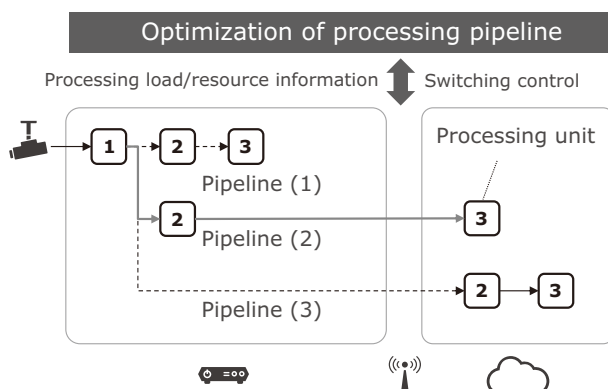 Optimization of processing pipeline
Processing load/resource information
Switching control
Processing unit
1 2 3
Pipeline (1)
2 3
Pipeline (2)
2 3
Pipeline (3)